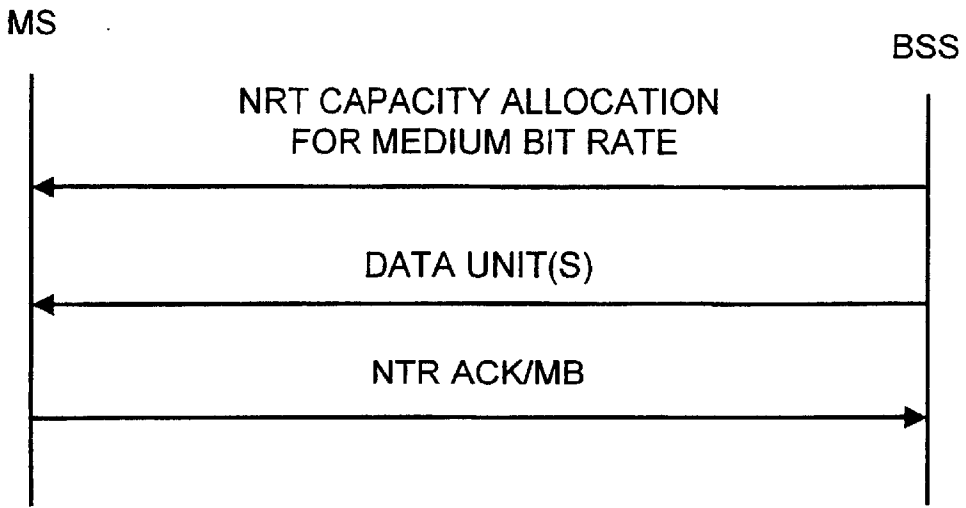 MS
BSS
NRT CAPACITY ALLOCATION
FOR MEDIUM BIT RATE
DATA UNIT(S)
NTR ACK/MB